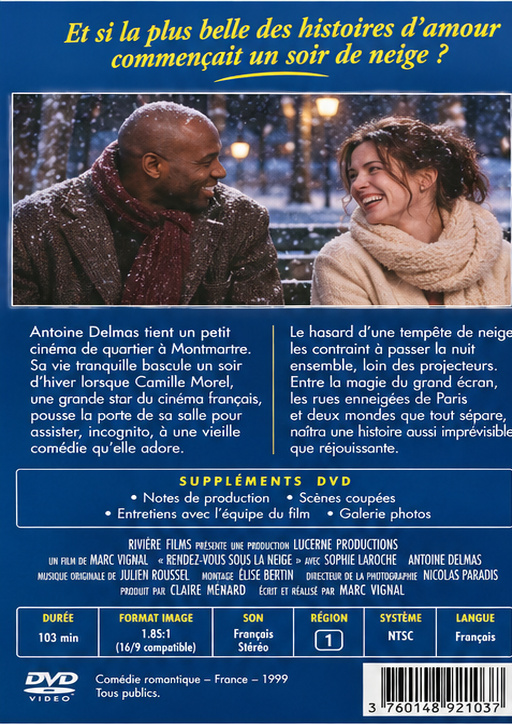 Et si la plus belle des histoires d'amour
commençait un soir de neige ?
Antoine Delmas tient un petit
cinéma de quartier à Montmartre.
Sa vie tranquille bascule un soir
d'hiver lorsque Camille Morel,
une grande star du cinéma français,
pousse la porte de sa salle pour
assister, incognito, à une vieille
comédie qu'elle adore.
Le hasard d'une tempête de neige
les contraint à passer la nuit
ensemble, loin des projecteurs.
Entre la magie du grand écran,
les rues enneigées de Paris
et deux mondes que tout sépare,
naîtra une histoire aussi imprévisible
que réjouissante.
SUPPLÉMENTS DVD
• Notes de production • Scènes coupées
• Entretiens avec l'équipe du film • Galerie photos
RIVIÈRE FILMS PRÉSENTE UNE PRODUCTION LUCERNE PRODUCTIONS
UN FILM DE MARC VIGNAL « RENDEZ-VOUS SOUS LA NEIGE » AVEC SOPHIE LAROCHE ANTOINE DELMAS
MUSIQUE ORIGINALE DE JULIEN ROUSSEL MONTAGE ÉLISE BERTIN DIRECTEUR DE LA PHOTOGRAPHIE NICOLAS PARADIS
PRODUIT PAR CLAIRE MÉNARD ÉCRIT ET RÉALISÉ PAR MARC VIGNAL
DURÉE
103 min
FORMAT IMAGE
1.85:1
(16/9 compatible)
SON
Français
Stéréo
RÉGION
1
SYSTÈME
NTSC
LANGUE
Français
DVD
VIDEO
Comédie romantique – France – 1999
Tous publics.
3 760148 921037